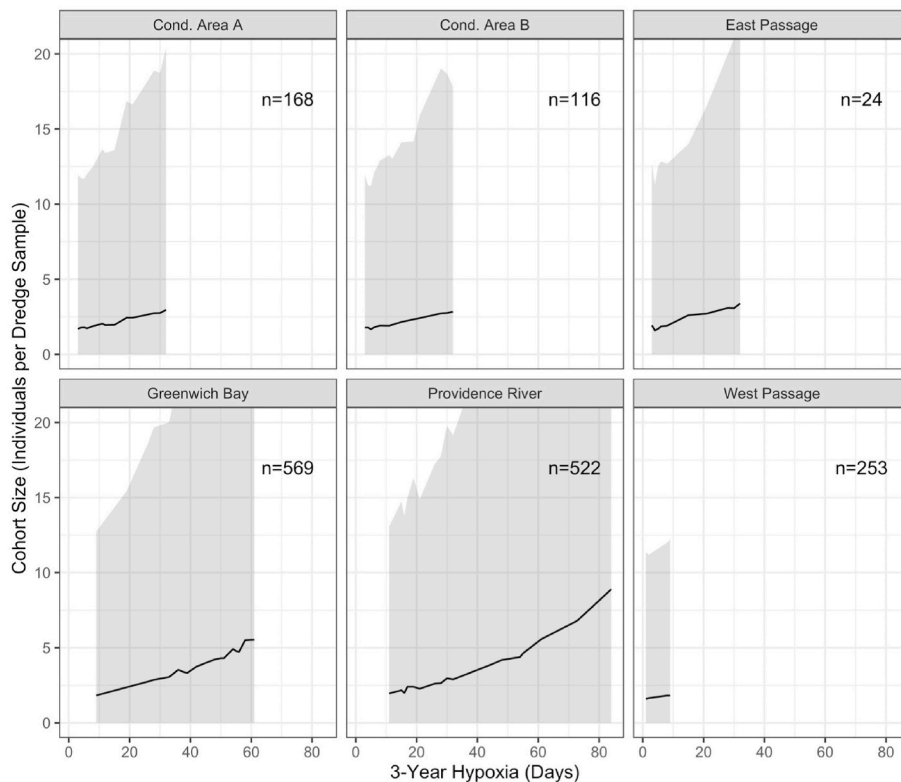 Cond. Area A Cond. Area B East Passage
20
n=168 n=116 n=24
15
10
5
0
Greenwich Bay Providence River West Passage
20
n=569 n=522 n=253
15
10
5
0
0 20 40 60 80 0 20 40 60 80 0 20 40 60 80
3-Year Hypoxia (Days)
Cohort Size (Individuals per Dredge Sample)